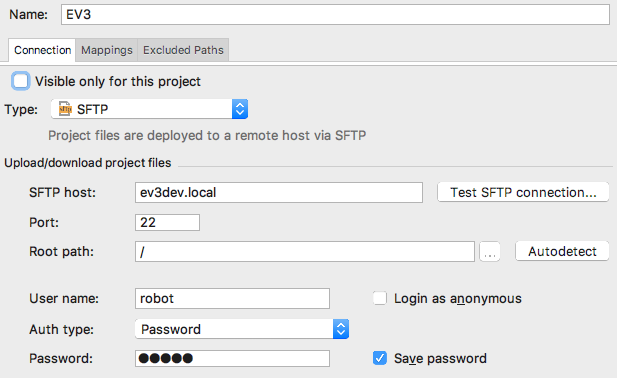 Name: EV3
Connection Mappings Excluded Paths
Visible only for this project
Type: SFTP
Project files are deployed to a remote host via SFTP
Upload/download project files
SFTP host: ev3dev.local Test SFTP connection...
Port: 22
Root path: / ... Autodetect
User name: robot Login as anonymous
Auth type: Password
Password: ●●●●● Save password